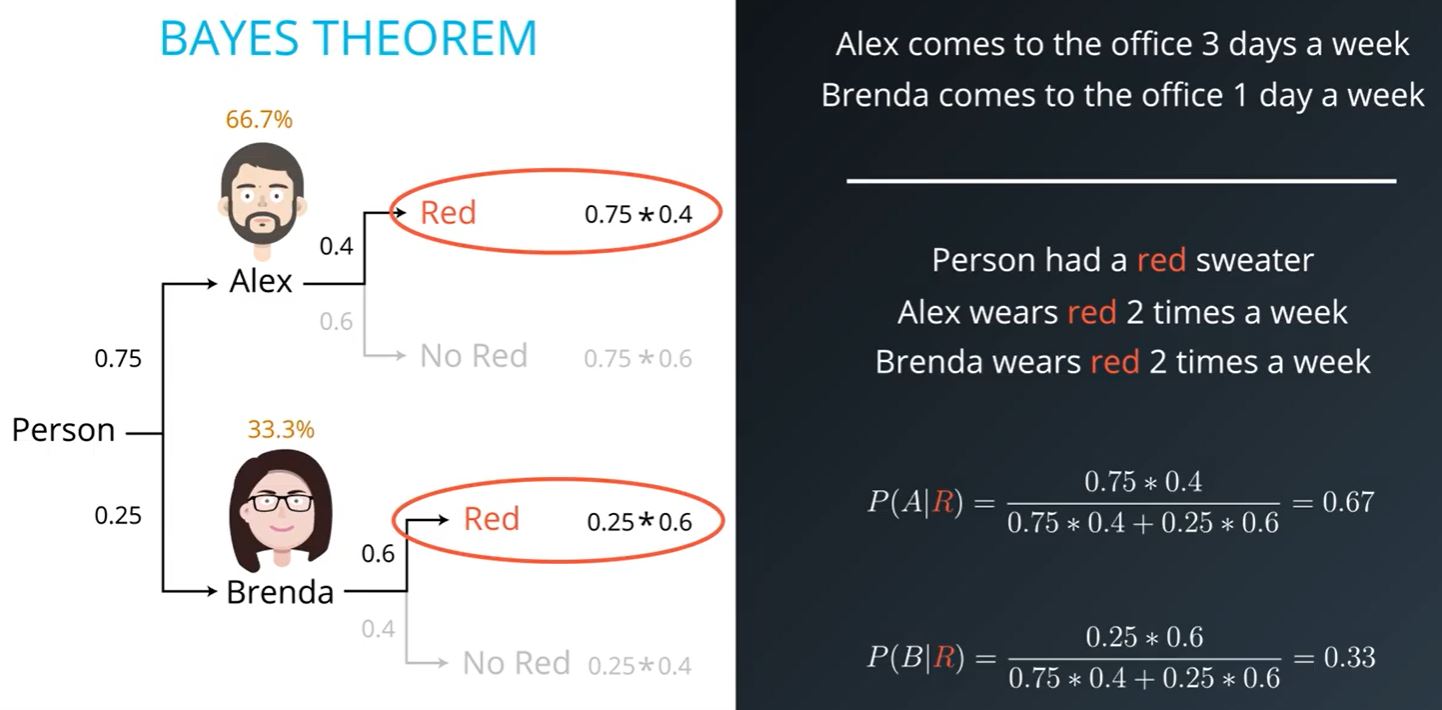 BAYES THEOREM
66.7%
Red 0.75 * 0.4
0.4
Alex
0.6
No Red 0.75 * 0.6
0.75
Person
33.3%
0.25
Red 0.25 * 0.6
0.6
Brenda
0.4
No Red 0.25 * 0.4
Alex comes to the office 3 days a week
Brenda comes to the office 1 day a week
Person had a red sweater
Alex wears red 2 times a week
Brenda wears red 2 times a week
P(A|R) = 0.75 * 0.4 / 0.75 * 0.4 + 0.25 * 0.6 = 0.67
P(B|R) = 0.25 * 0.6 / 0.75 * 0.4 + 0.25 * 0.6 = 0.33